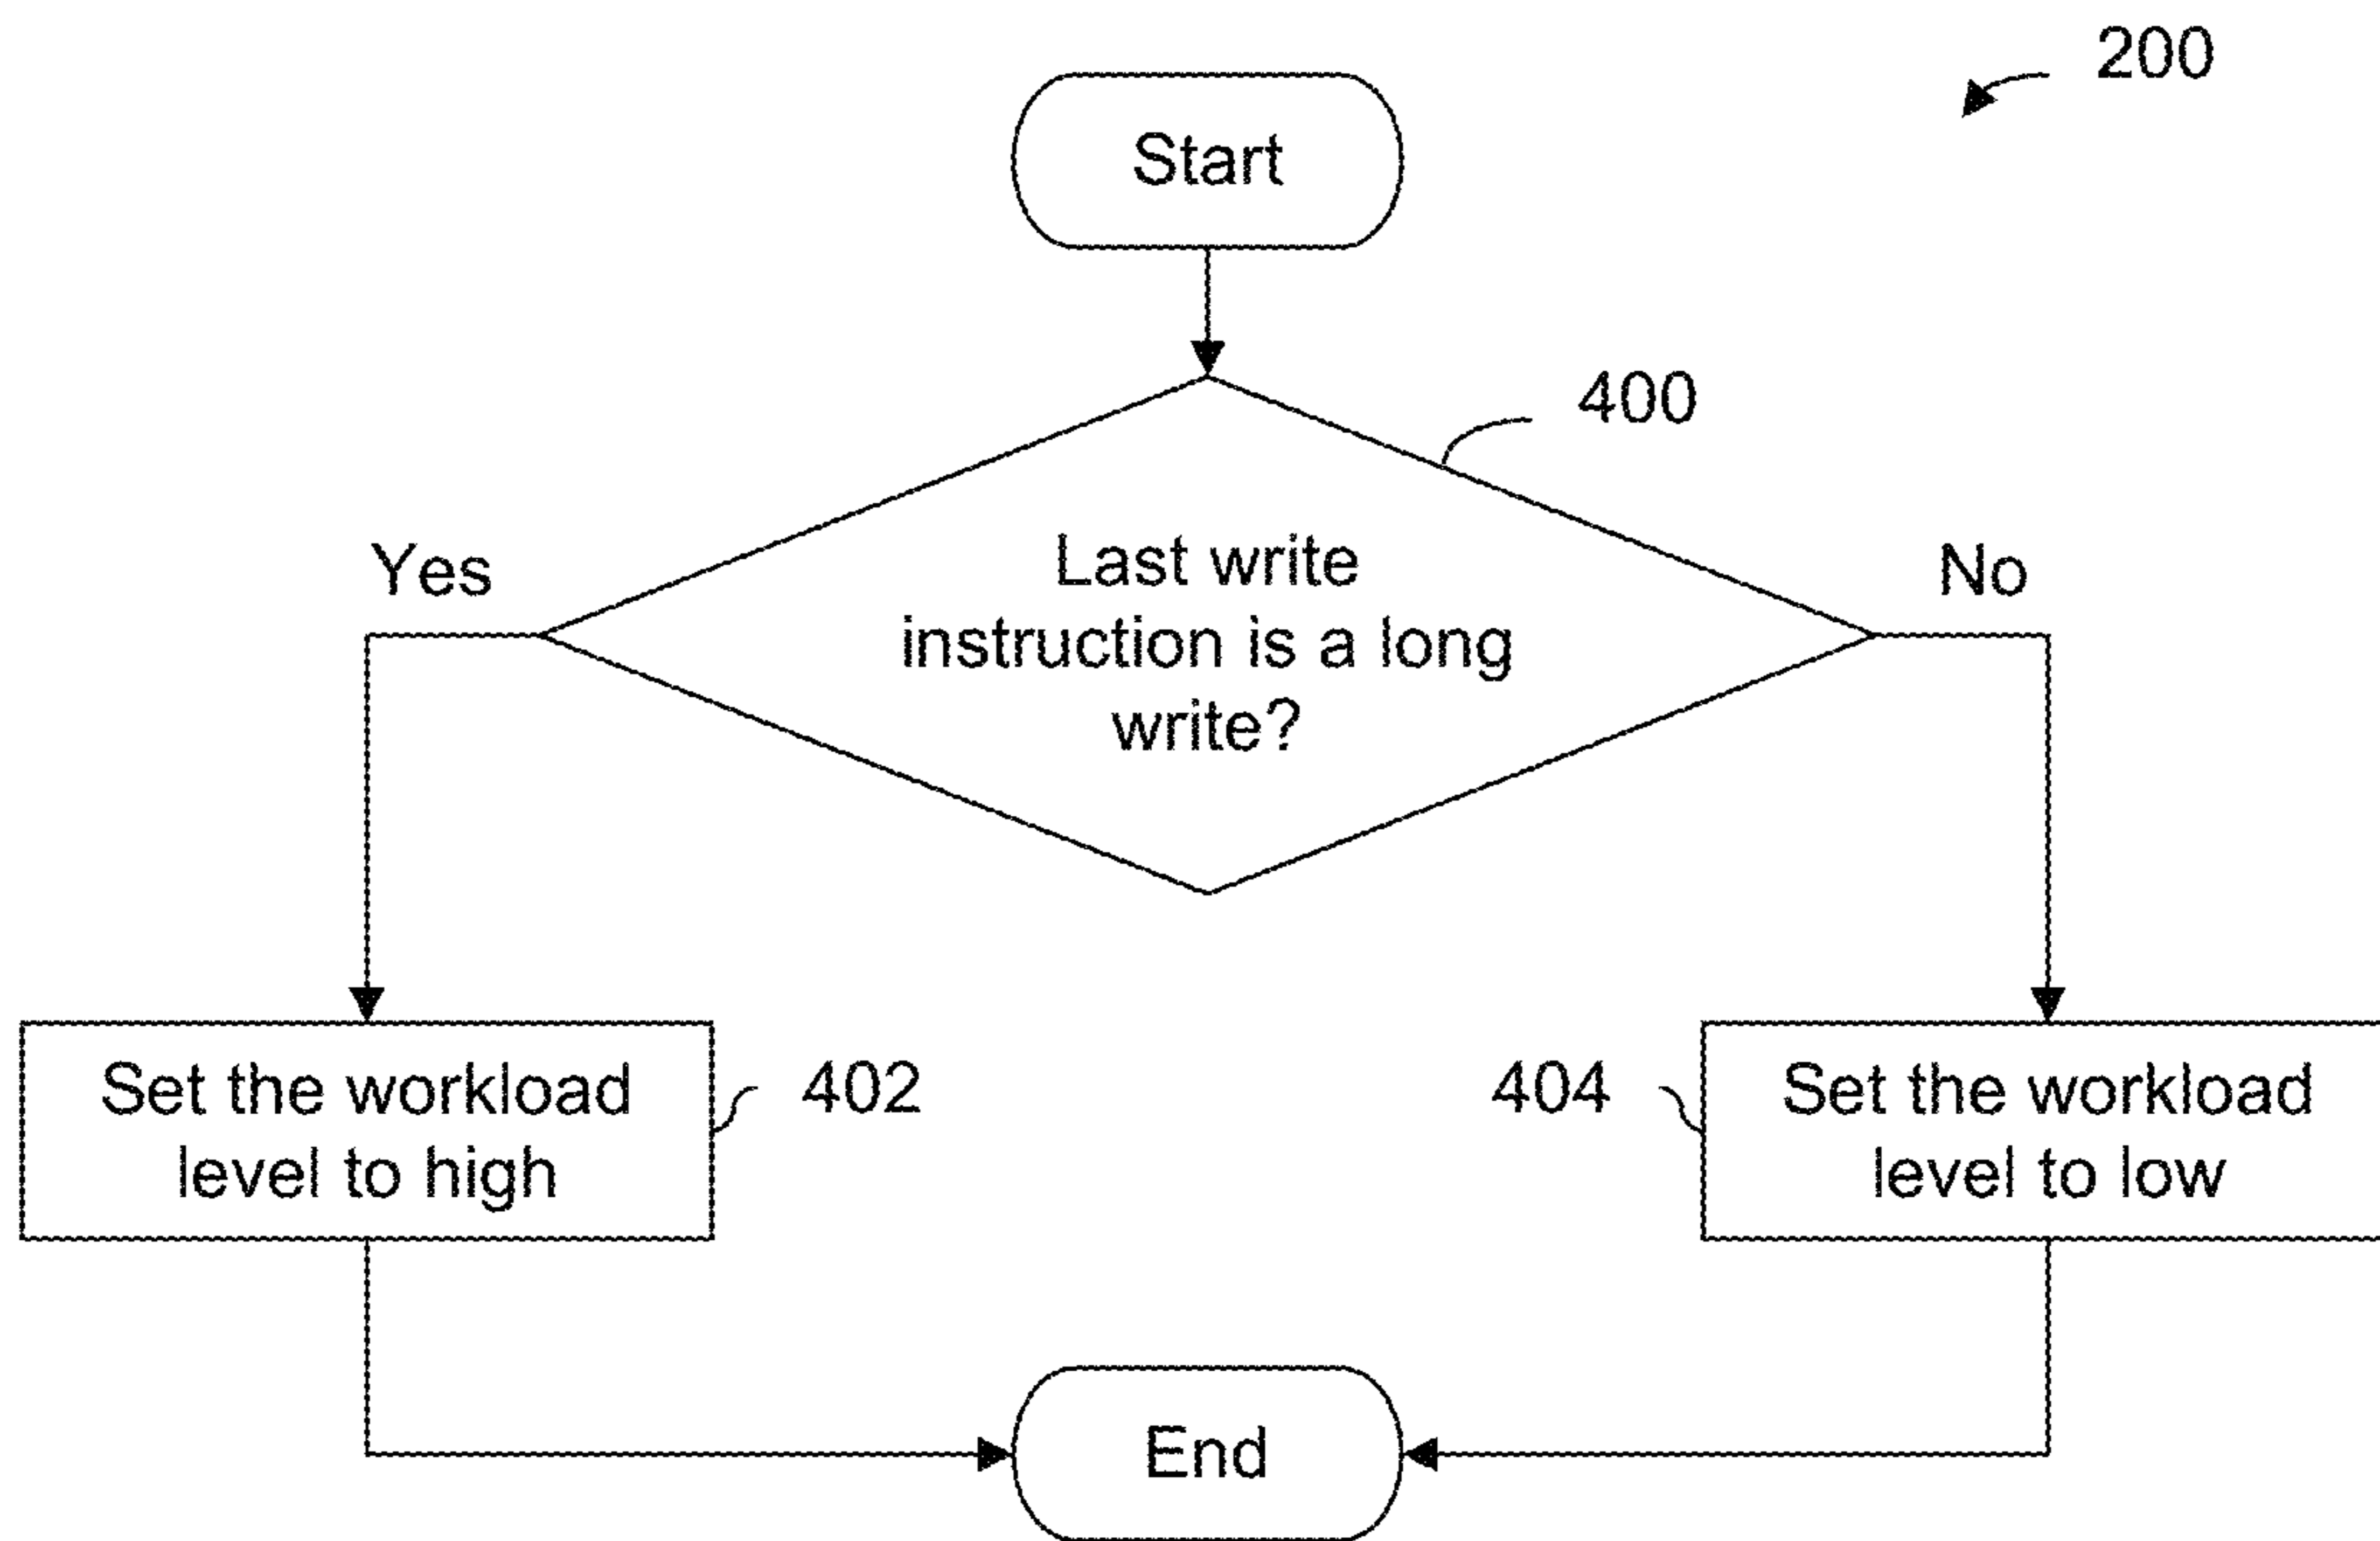 200
Start
400
Last write
instruction is a long
write?
Yes
No
Set the workload
level to high
402
404
Set the workload
level to low
End